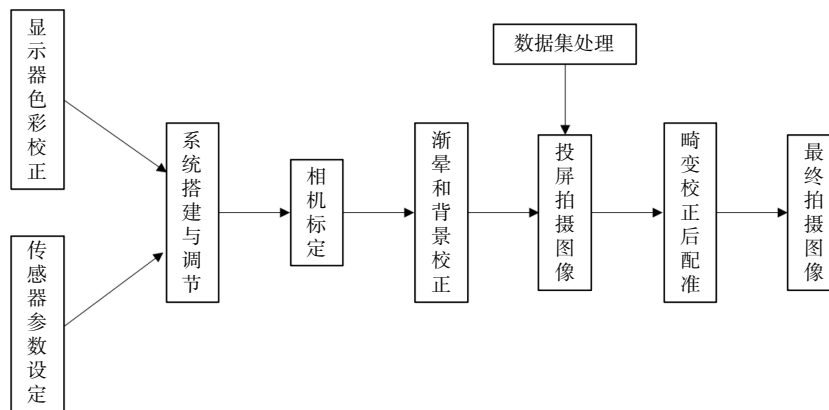 显示器色彩校正
传感器参数设定
系统搭建与调节
相机标定
渐晕和背景校正
数据集处理
投屏拍摄图像
畸变校正后配准
最终拍摄图像